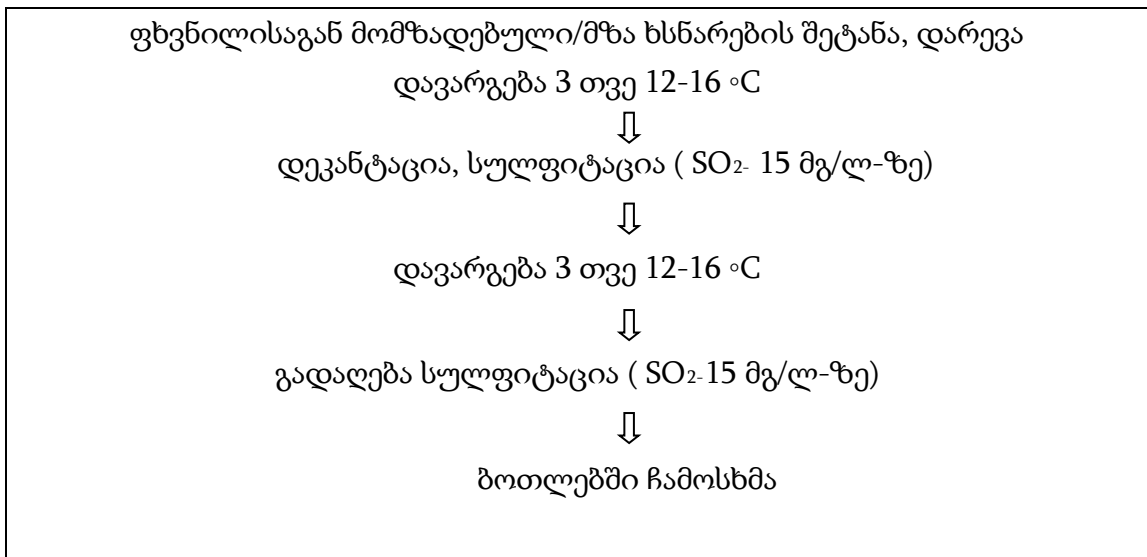 ფხვნილისაგან მომზადებული/მზა ხსნარების შეტანა, დარევა
დავარგება 3 თვე 12-16 °C
⇩
დეკანტაცია, სულფიტაცია ( SO₂- 15 მგ/ლ-ზე)
⇩
დავარგება 3 თვე 12-16 °C
⇩
გადაღება სულფიტაცია ( SO₂-15 მგ/ლ-ზე)
⇩
ბოთლებში ჩამოსხმა